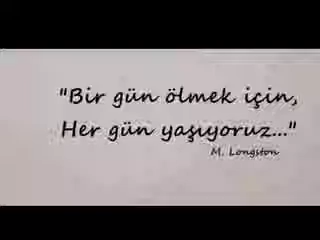 "Bir gün ölmek için,
Her gün yaşıyoruz..."
M. Longston